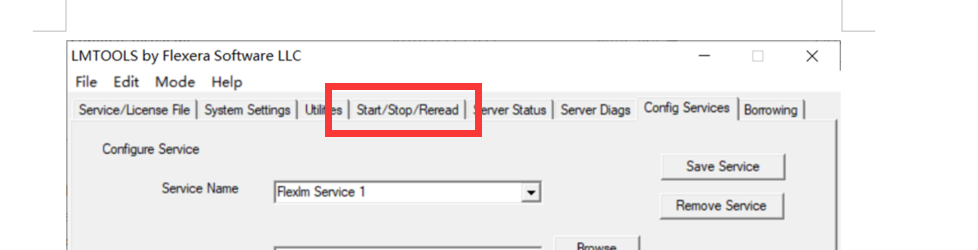 LMTOOLS by Flexera Software LLC
File Edit Mode Help
Service/License File System Settings Utilities Start/Stop/Reread Server Status Server Diags Config Services Borrowing
Configure Service
Save Service
Service Name Flexlm Service 1
Remove Service
Browse